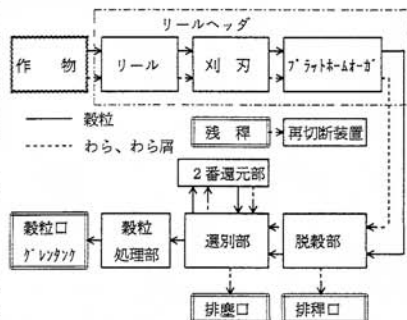 リールヘッダ
作 物
リール
刈 刃
プラットホームオーガ
穀粒
わら、わら屑
残 稈
再切断装置
2番還元部
穀粒口
グレンタンク
穀粒
処理部
選別部
脱穀部
排塵口
排稈口